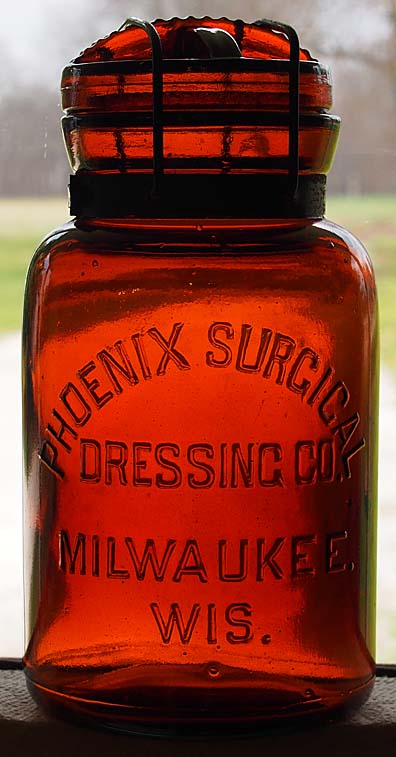 PHOENIX SURGICAL
DRESSING CO.
MILWAUKEE.
WIS.